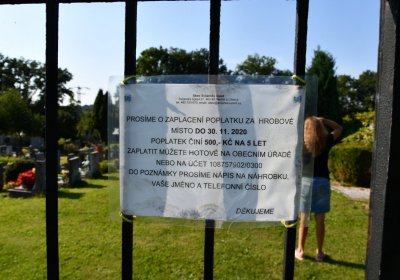 PROSÍME O ZAPLACENÍ POPLATKU ZA HROBOVÉ
MÍSTO DO 30. 11. 2020
POPLATEK ČINÍ 500,- KČ NA 5 LET
ZAPLATIT MŮŽETE HOTOVĚ NA OBECNÍM ÚŘADĚ
NEBO NA ÚČET 108757902/0300
DO POZNÁMKY PROSÍME NÁPIS NA NÁHROBKU,
VAŠE JMÉNO A TELEFONNÍ ČÍSLO
DĚKUJEME